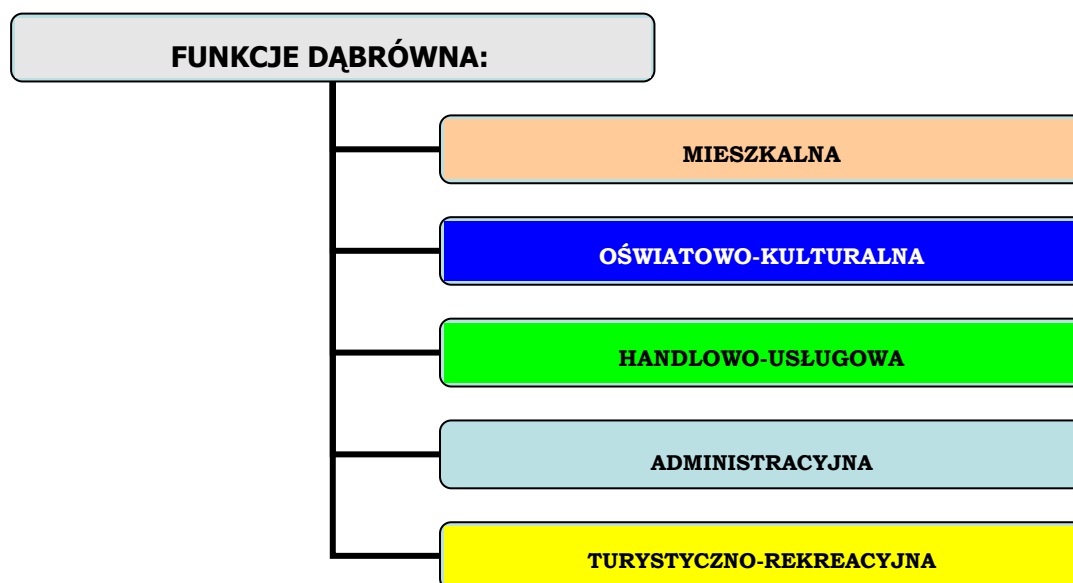 FUNKCJE DĄBRÓWNA:
MIESZKALNA
OŚWIATOWO-KULTURALNA
HANDLOWO-USŁUGOWA
ADMINISTRACYJNA
TURYSTYCZNO-REKREACYJNA